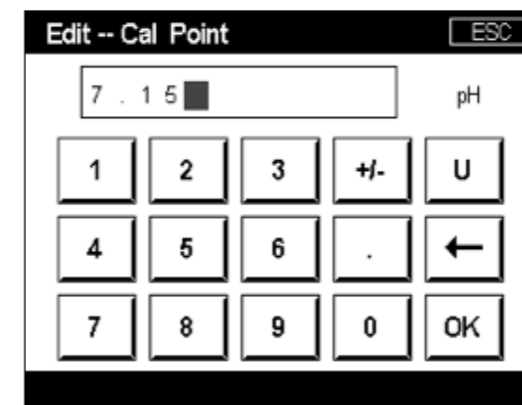 Edit -- Cal Point ESC
7 . 1 5 pH
1 2 3 +/- U
4 5 6 . ←
7 8 9 0 OK